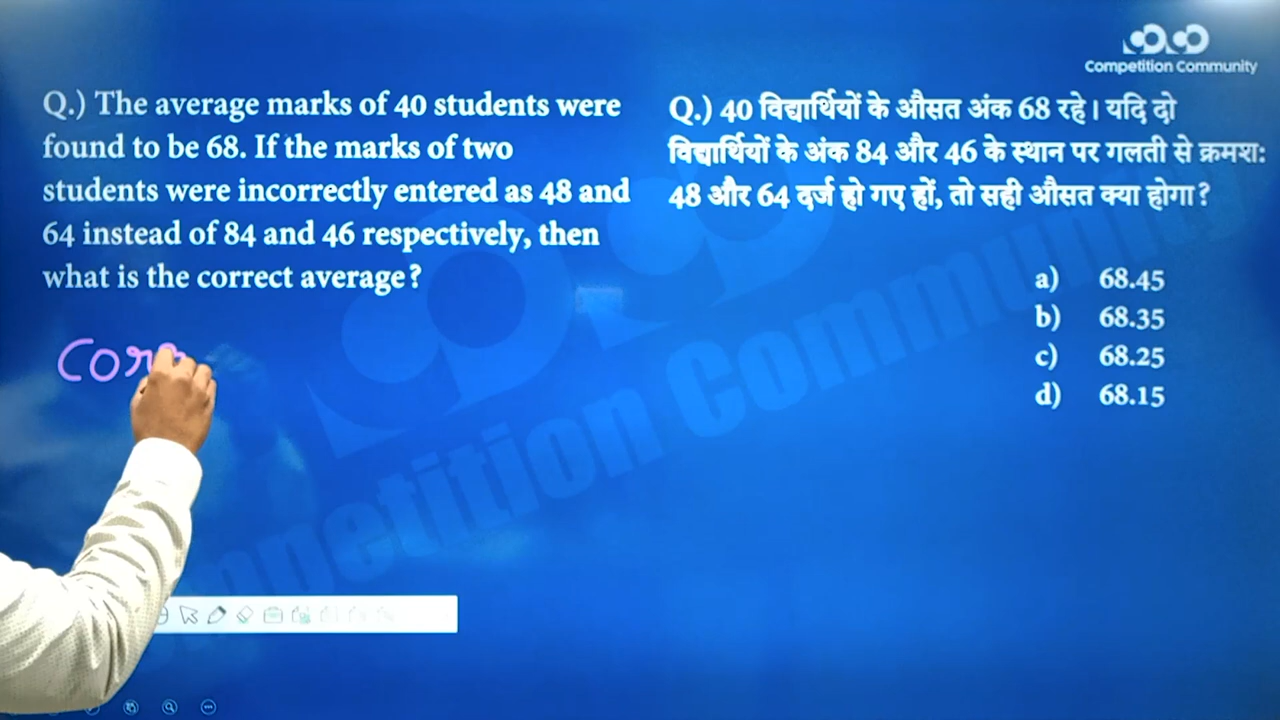 Competition Community
Q.) The average marks of 40 students were
found to be 68. If the marks of two
students were incorrectly entered as 48 and
64 instead of 84 and 46 respectively, then
what is the correct average?
Q.) 40 विद्यार्थियों के औसत अंक 68 रहे। यदि दो
विद्यार्थियों के अंक 84 और 46 के स्थान पर गलती से क्रमश:
48 और 64 दर्ज हो गए हों, तो सही औसत क्या होगा?
a) 68.45
b) 68.35
c) 68.25
d) 68.15
Competition Community